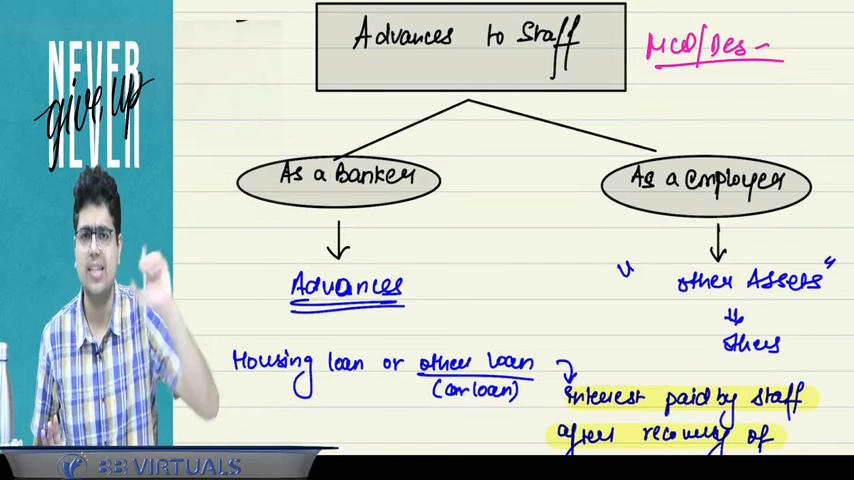 NEVER
give up
NEVER
Advances to Staff
MCQ/Des -
As a Banker
As a employer
Advances
" other Assets"
others
Housing loan or other loan
(car loan)
interest paid by staff
after recovery of
BB VIRTUALS